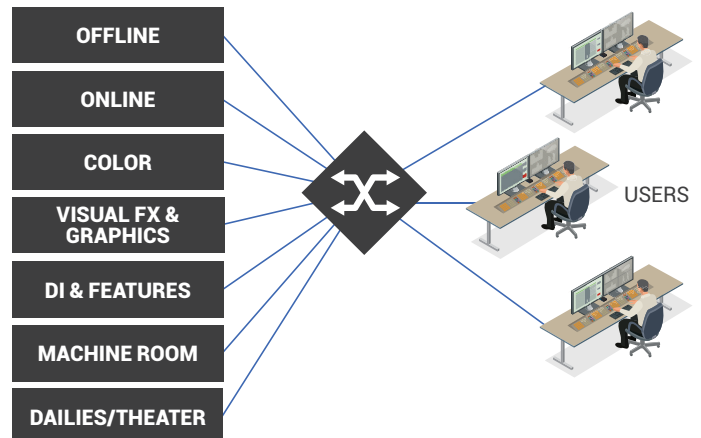 OFFLINE
ONLINE
COLOR
VISUAL FX &
GRAPHICS
DI & FEATURES
MACHINE ROOM
DAILIES/THEATER
USERS